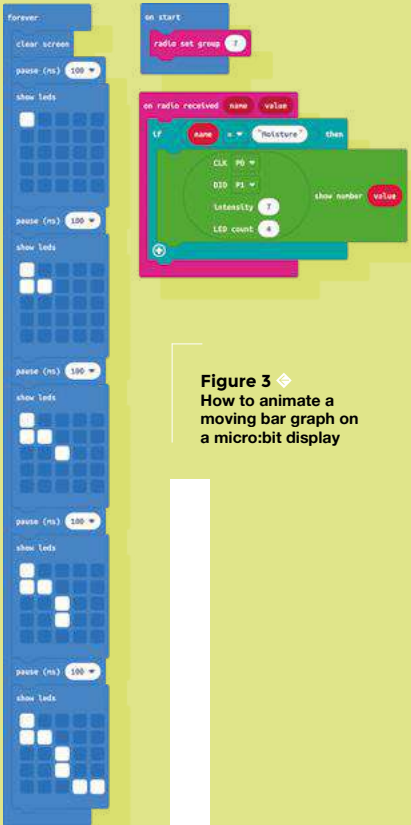 forever
clear screen
pause (ms) 100
show leds
pause (ms) 100
show leds
pause (ms) 100
show leds
pause (ms) 100
show leds
pause (ms) 100
show leds
on start
radio set group 7
on radio received name value
if name = "Moisture" then
CLK P0
DIO P1
intensity 7
LED count 4
show number value
Figure 3
How to animate a
moving bar graph on
a micro:bit display